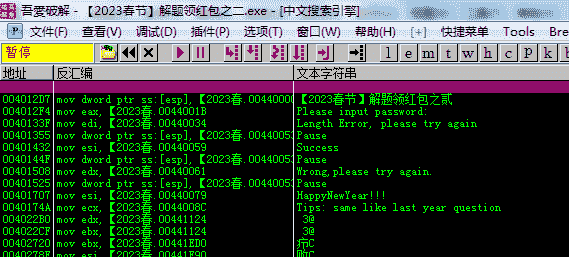 吾爱破解 - 【2023春节】解题领红包之二.exe - [中文搜索引擎]
文件(F) 查看(V) 调试(D) 插件(P) 选项(T) 窗口(W) 帮助(H) [+] 快捷菜单 Tools Bre
暂停 l e m t w h c p k b
地址 反汇编 文本字符串
004012D7 mov dword ptr ss:[esp],【2023春.00440000 【2023春节】解题领红包之貳
004012F4 mov eax,【2023春.0044001B Please input password:
0040133F mov edi,【2023春.00440034 Length Error, please try again
00401355 mov dword ptr ss:[esp],【2023春.00440053 Pause
00401432 mov esi,【2023春.00440059 Success
0040144F mov dword ptr ss:[esp],【2023春.00440053 Pause
00401508 mov edx,【2023春.00440061 Wrong,please try again.
00401525 mov dword ptr ss:[esp],【2023春.00440053 Pause
00401707 mov esi,【2023春.00440079 HappyNewYear!!!
0040174A mov ecx,【2023春.0044008C Tips: same like last year question
004022B0 mov edx,【2023春.00441124 3@
004022CF mov ebx,【2023春.00441124 3@
00402720 mov ebx,【2023春.00441ED0